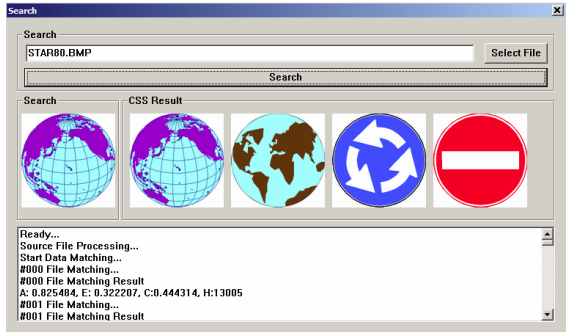 Search
Search
STAR80.BMP
Select File
Search
Search
CSS Result
Ready...
Source File Processing...
Start Data Matching...
#000 File Matching...
#000 File Matching Result
A: 0.825484, E: 0.322207, C:0.444314, H:13005
#001 File Matching...
#001 File Matching Result